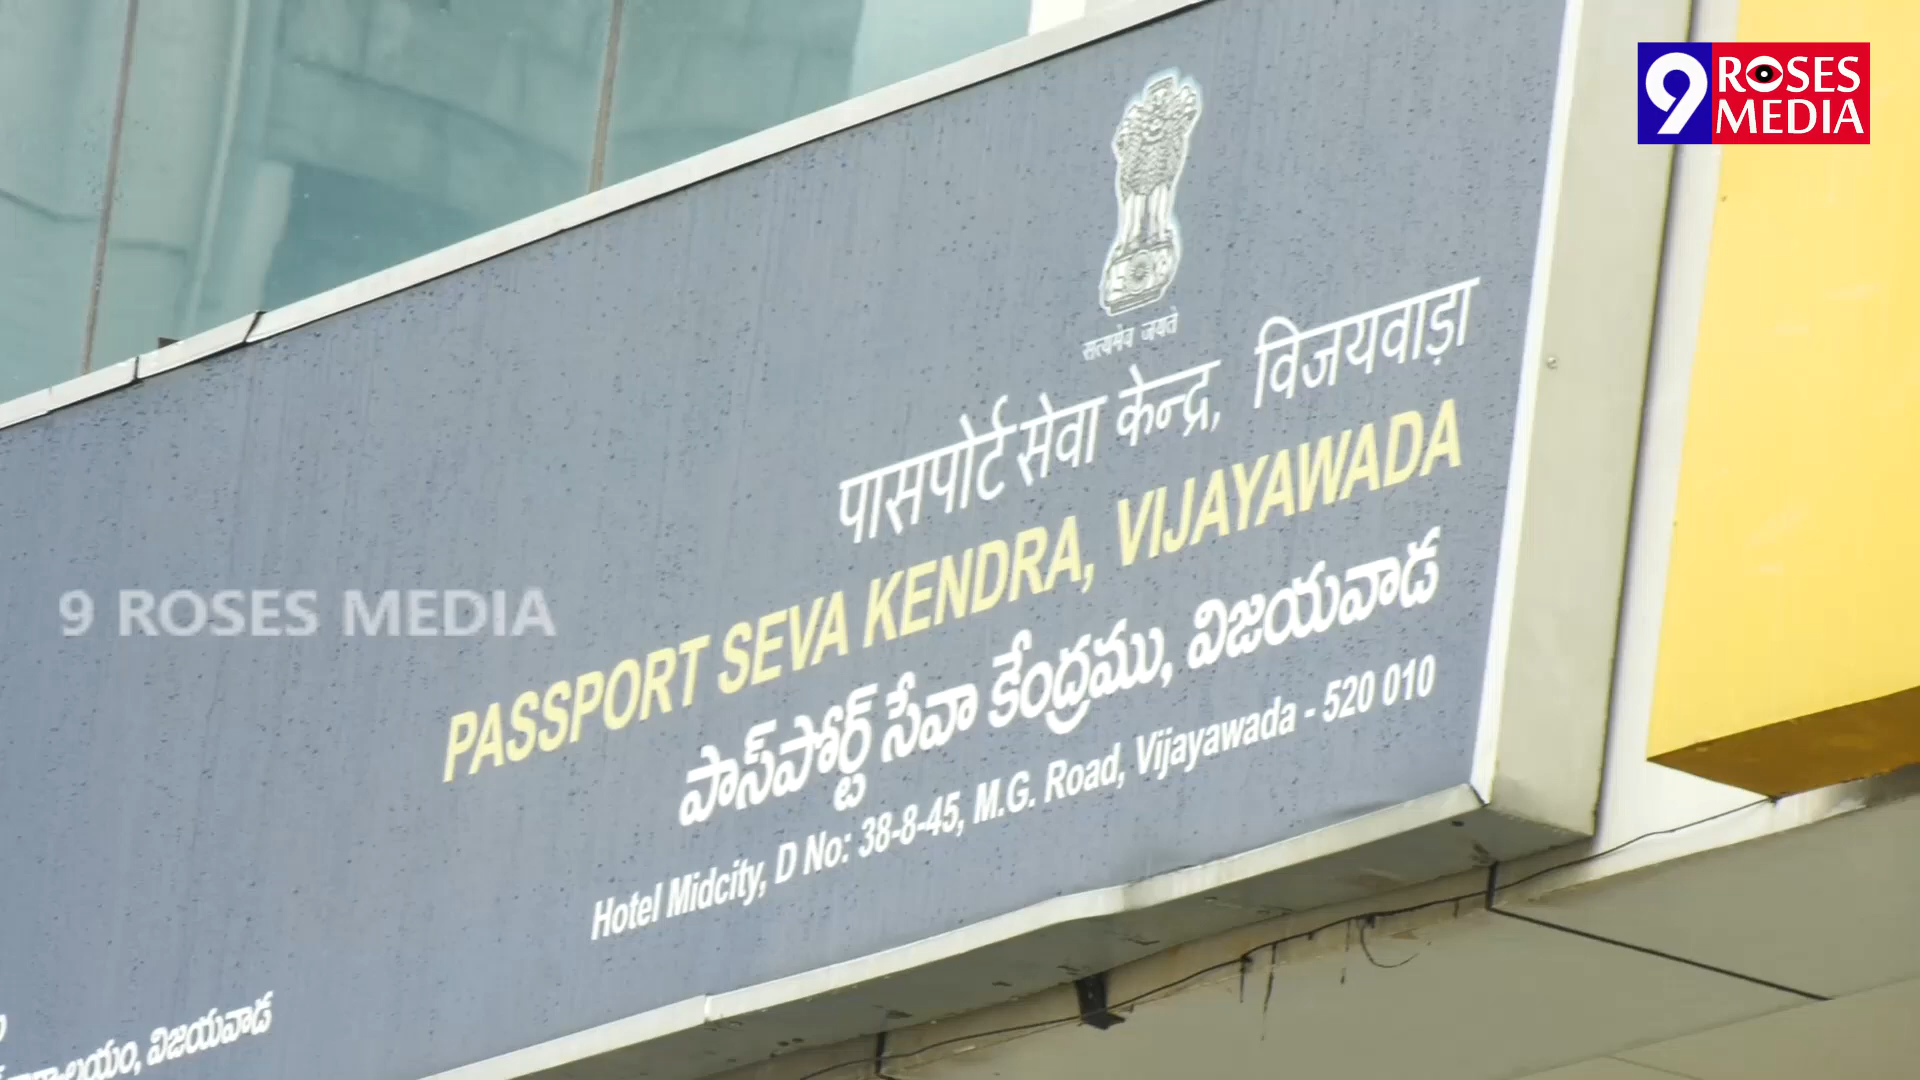 9 ROSES
MEDIA
सत्यमेव जयते
पासपोर्ट सेवा केन्द्र, विजयवाड़ा
PASSPORT SEVA KENDRA, VIJAYAWADA
పాస్‌పోర్ట్ సేవా కేంద్రము, విజయవాడ
Hotel Midcity, D No: 38-8-45, M.G. Road, Vijayawada - 520 010
9 ROSES MEDIA
విజయవాడ